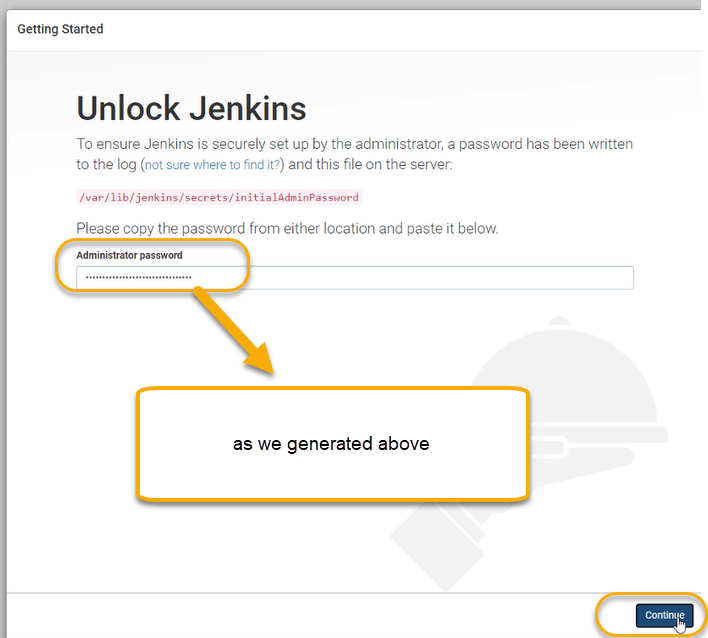 Getting Started
Unlock Jenkins
To ensure Jenkins is securely set up by the administrator, a password has been written
to the log (not sure where to find it?) and this file on the server:
/var/lib/jenkins/secrets/initialAdminPassword
Please copy the password from either location and paste it below.
Administrator password
as we generated above
Continue